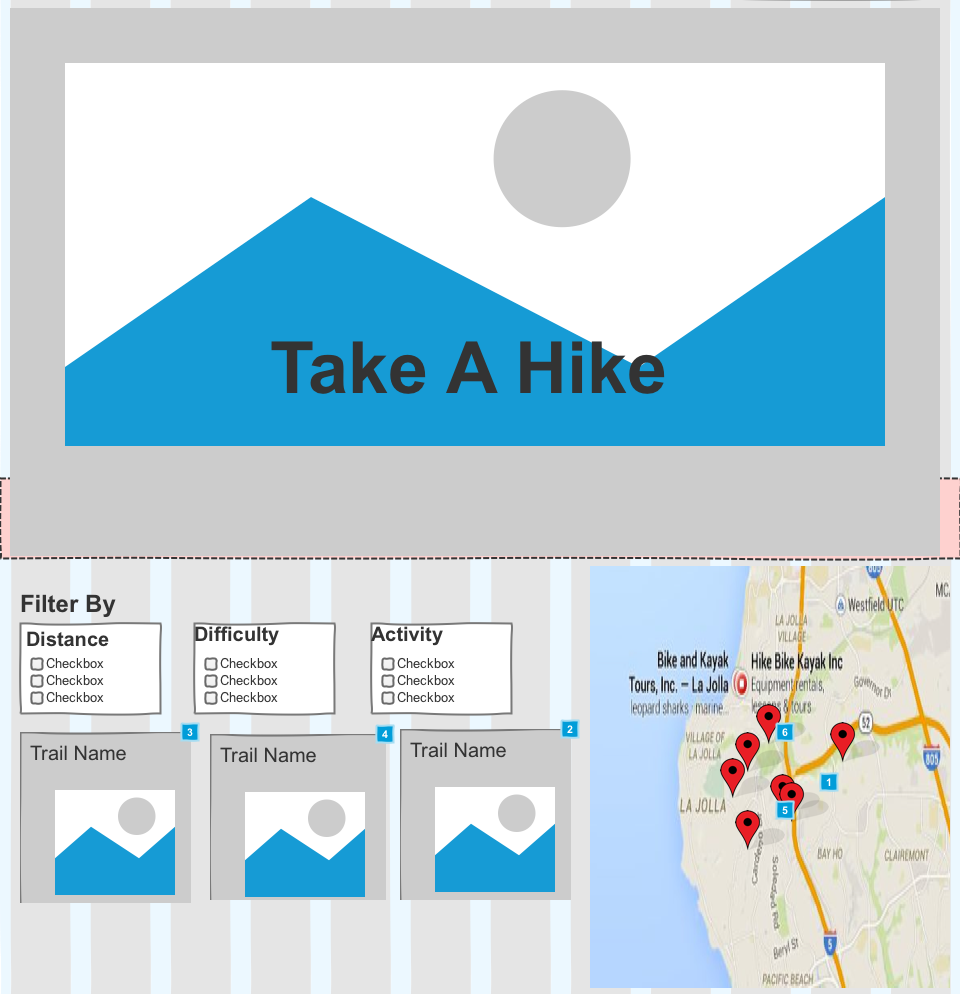 Take A Hike
Filter By
Distance
Checkbox
Checkbox
Checkbox
Difficulty
Checkbox
Checkbox
Checkbox
Activity
Checkbox
Checkbox
Checkbox
3
Trail Name
4
Trail Name
2
Trail Name
805
MC
Westfield UTC
LA JOLLA
VILLAGE
Bike and Kayak
Tours, Inc. – La Jolla
leopard sharks · marine...
Hike Bike Kayak Inc
Equipment rentals,
lessons & tours
Governor Dr
52
6
VILLAGE OF
LA JOLLA
805
1
LA JOLLA
5
BAY HO
CLAIREMONT
Soledad Rd
5
Beryl St
PACIFIC BEACH